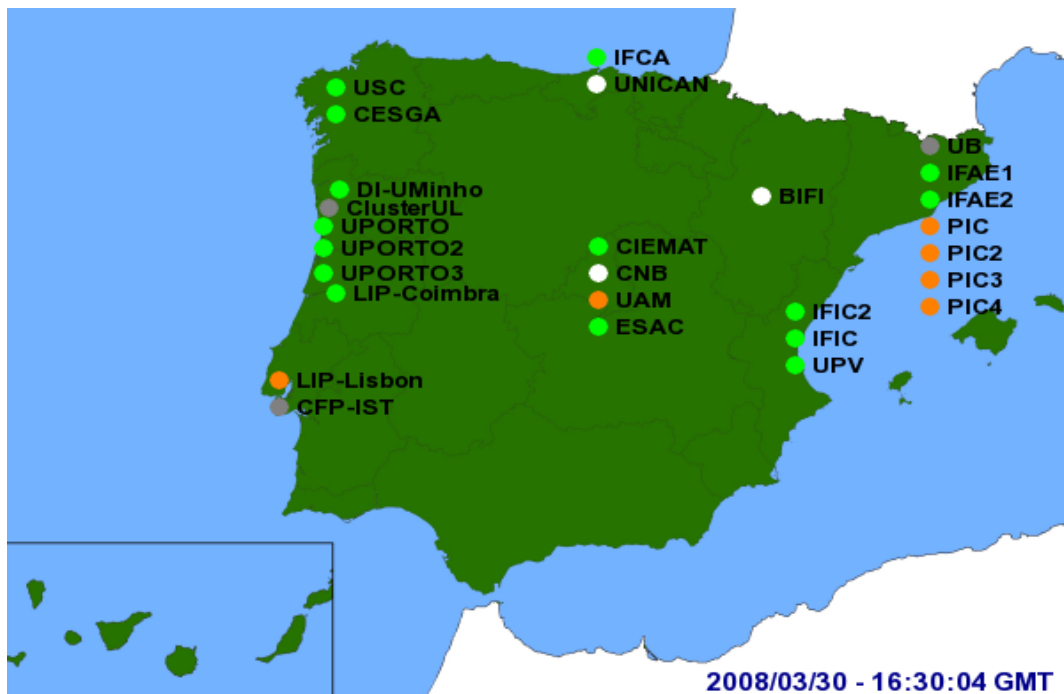 IFCA
USC
UNICAN
CESGA
UB
IFAE1
DI-UMinho
BIFI
IFAE2
ClusterUL
UPORTO
PIC
UPORTO2
CIEMAT
PIC2
UPORTO3
CNB
PIC3
LIP-Coimbra
UAM
PIC4
IFIC2
ESAC
IFIC
UPV
LIP-Lisbon
CFP-IST
2008/03/30 - 16:30:04 GMT